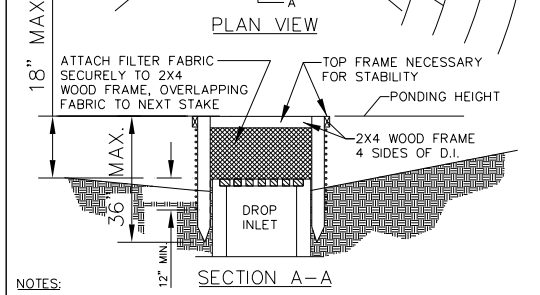 A
PLAN VIEW
18" MAX.
ATTACH FILTER FABRIC
SECURELY TO 2X4
WOOD FRAME, OVERLAPPING
FABRIC TO NEXT STAKE
TOP FRAME NECESSARY
FOR STABILITY
PONDING HEIGHT
2X4 WOOD FRAME
4 SIDES OF D.I.
36" MAX.
DROP
INLET
12" MIN.
SECTION A-A
NOTES: